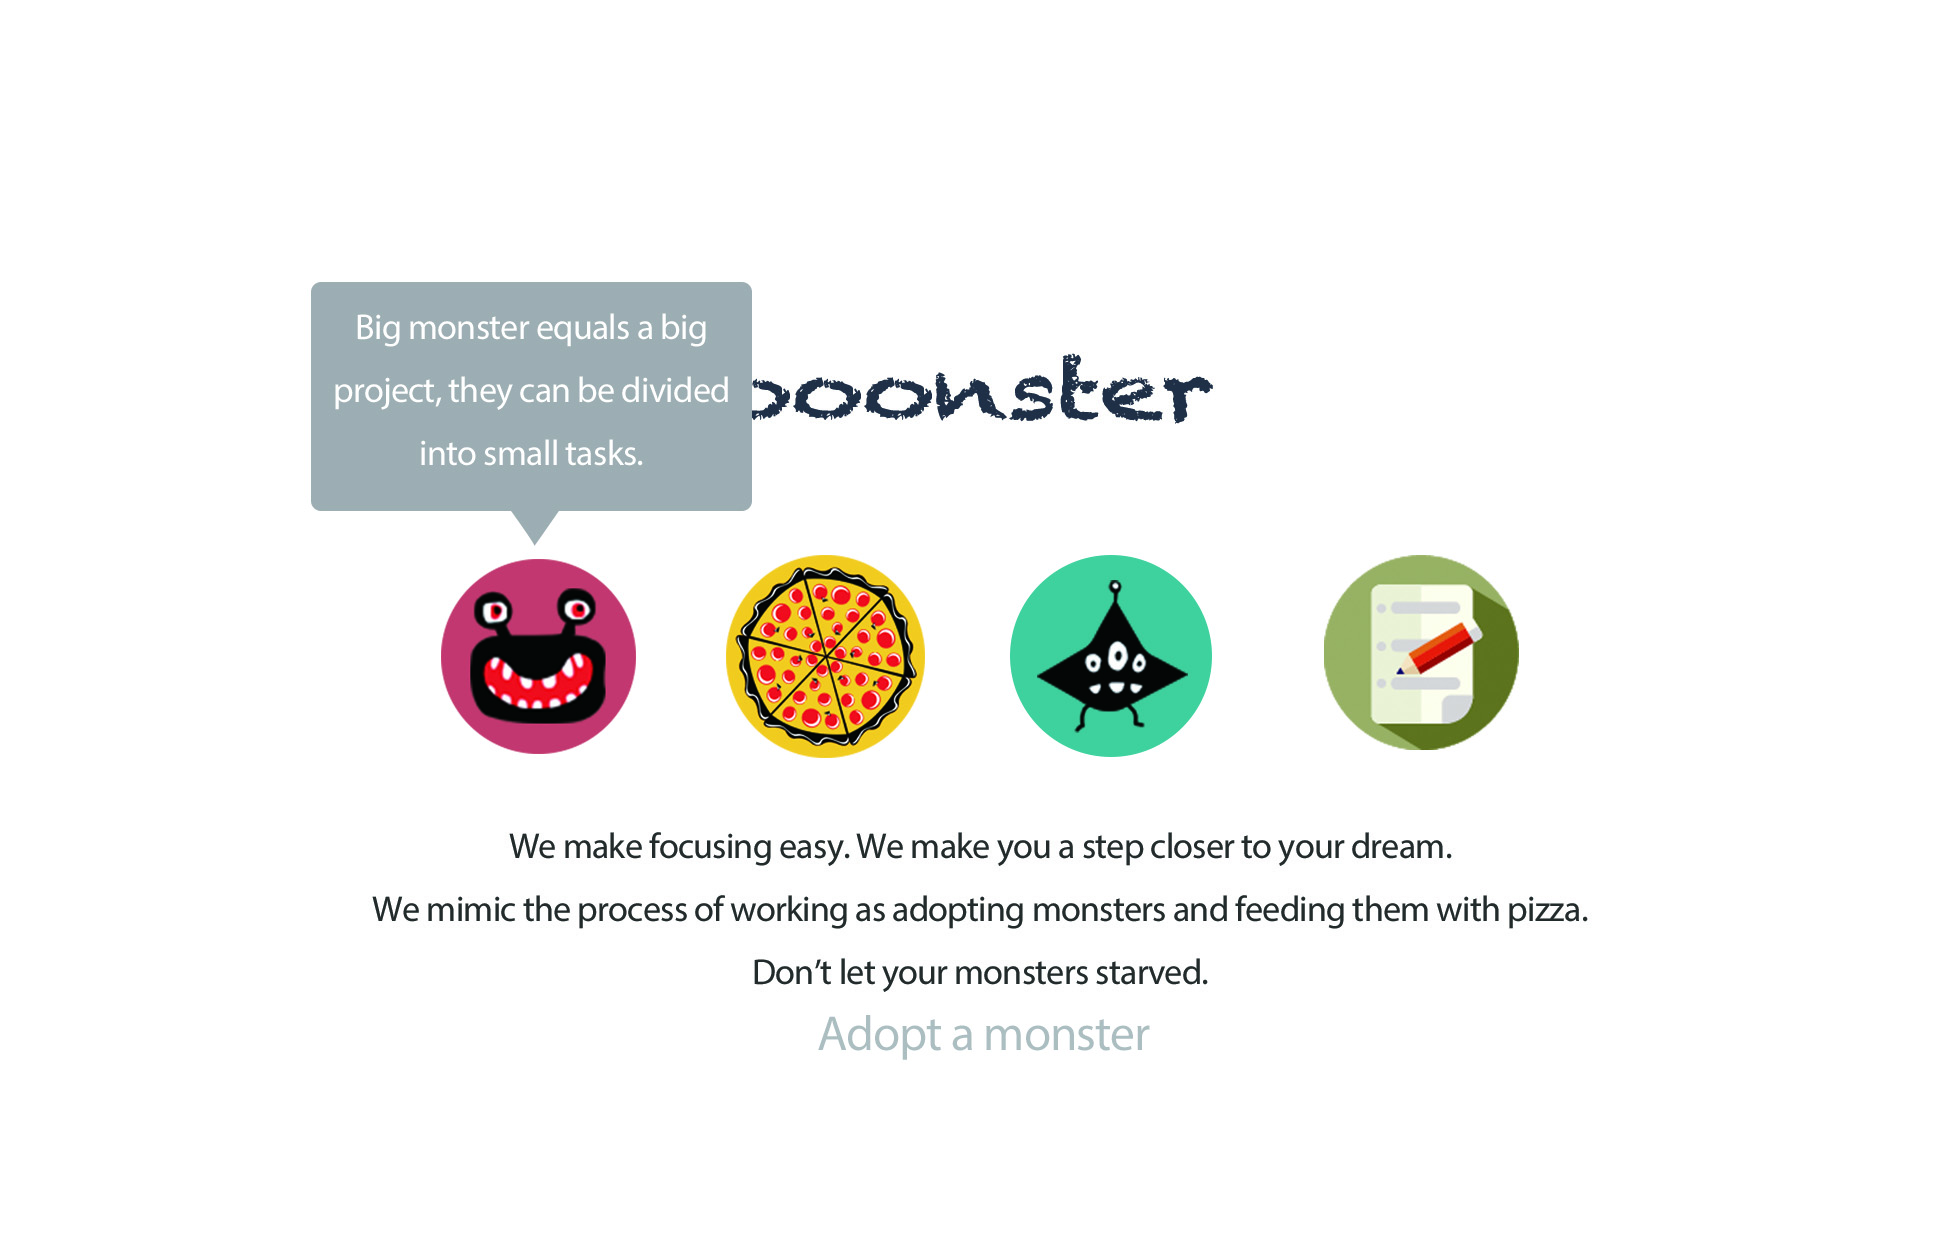 Big monster equals a big
project, they can be divided
into small tasks.
ooonster
We make focusing easy. We make you a step closer to your dream.
We mimic the process of working as adopting monsters and feeding them with pizza.
Don’t let your monsters starved.
Adopt a monster